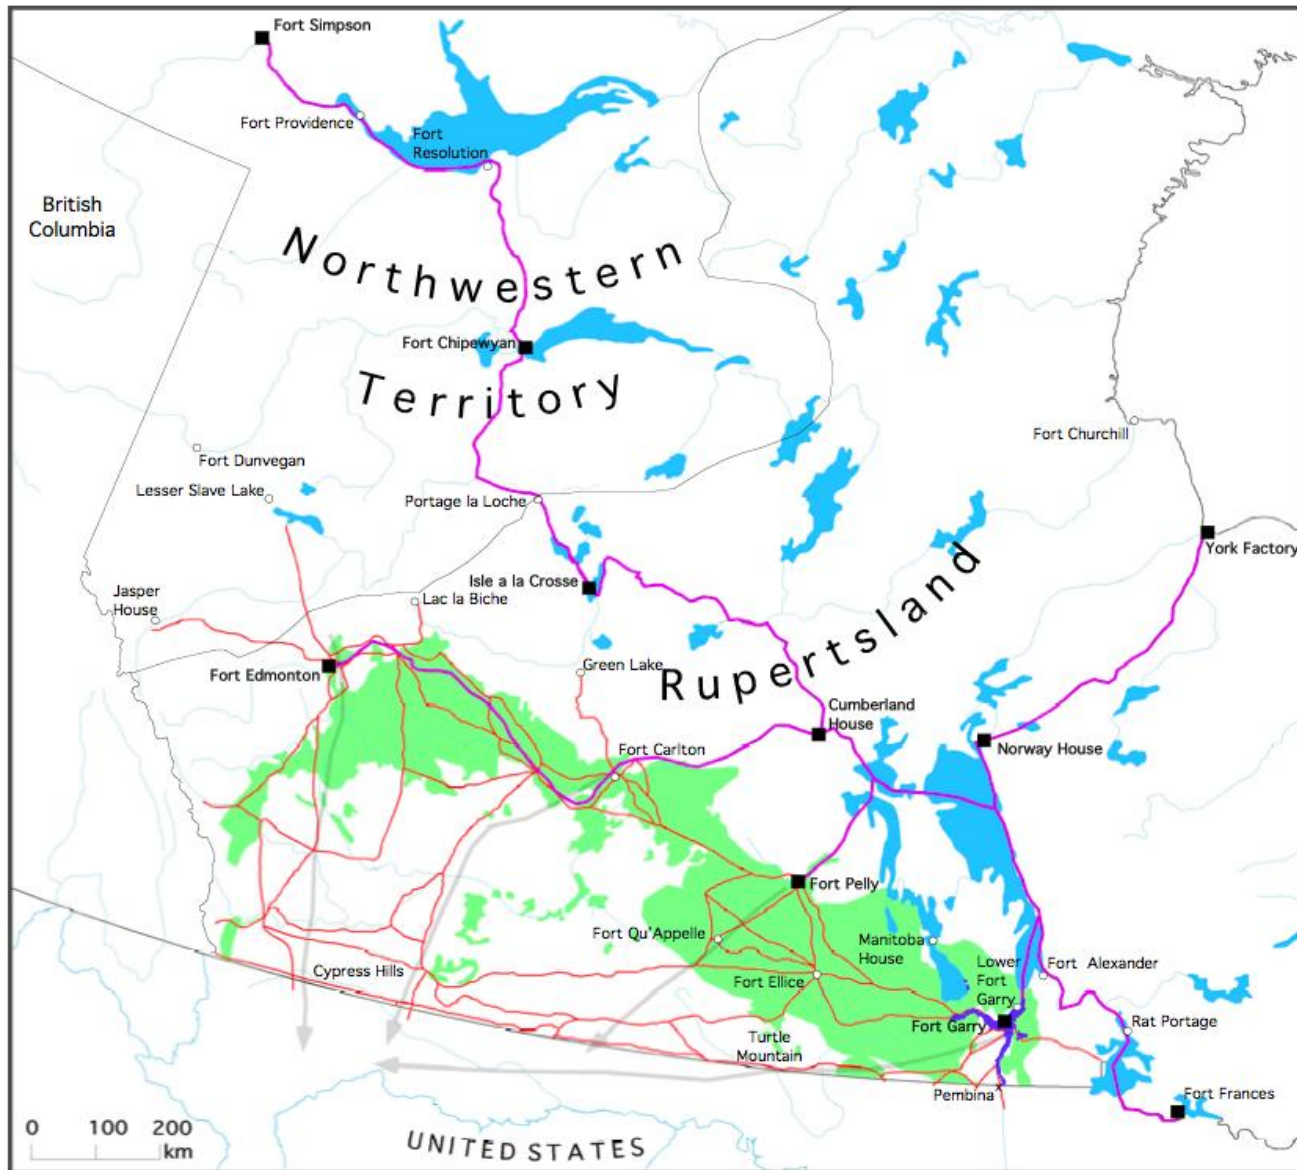 Fort Simpson
Fort Providence
Fort
Resolution
British
Columbia
Northwestern
Territory
Fort Chipewyan
Fort Churchill
Fort Dunvegan
Lesser Slave Lake
Portage la Loche
York Factory
Isle a la Crosse
Jasper
House
Lac la Biche
Rupertsland
Green Lake
Fort Edmonton
Cumberland
House
Norway House
Fort Carlton
Fort Pelly
Fort Qu'Appelle
Manitoba
House
Lower
Fort
Garry
Fort Alexander
Cypress Hills
Fort Ellice
Fort Garry
Rat Portage
Turtle
Mountain
Pembina
x
Fort Frances
0 100 200
km
UNITED STATES